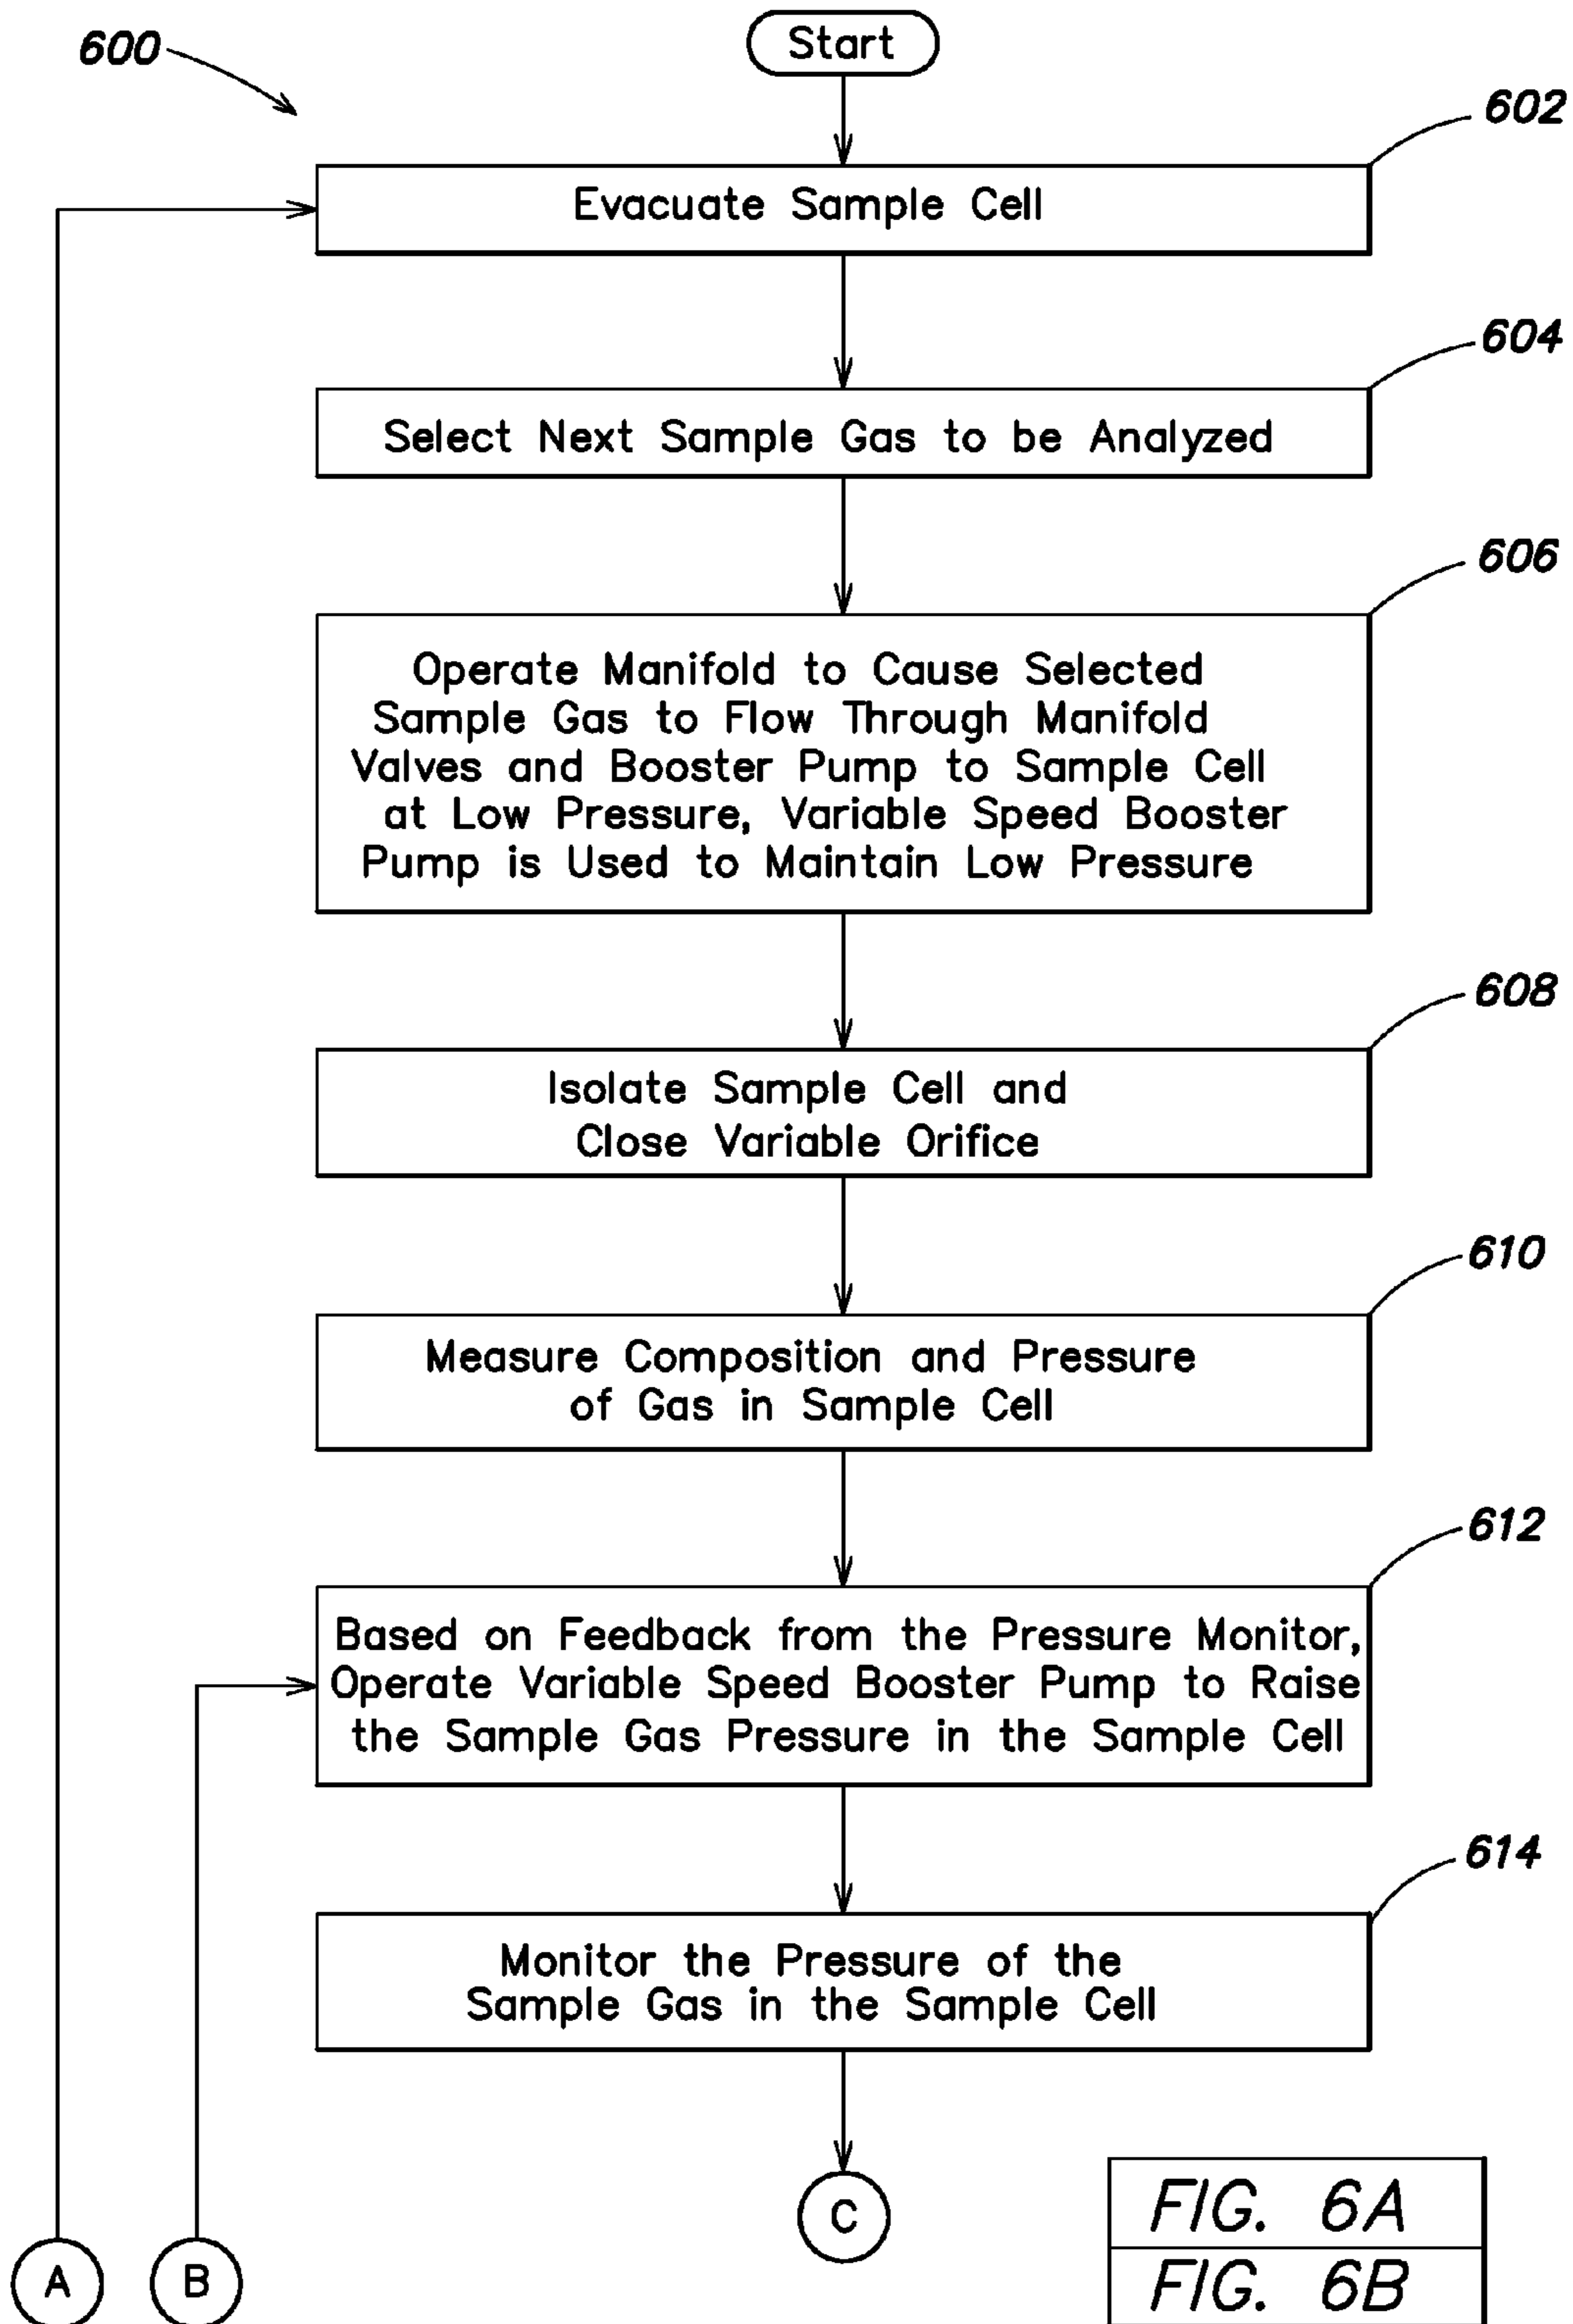 600
Start
602
Evacuate Sample Cell
604
Select Next Sample Gas to be Analyzed
606
Operate Manifold to Cause Selected
Sample Gas to Flow Through Manifold
Valves and Booster Pump to Sample Cell
at Low Pressure, Variable Speed Booster
Pump is Used to Maintain Low Pressure
608
Isolate Sample Cell and
Close Variable Orifice
610
Measure Composition and Pressure
of Gas in Sample Cell
612
Based on Feedback from the Pressure Monitor,
Operate Variable Speed Booster Pump to Raise
the Sample Gas Pressure in the Sample Cell
614
Monitor the Pressure of the
Sample Gas in the Sample Cell
C
A
B
FIG. 6A
FIG. 6B